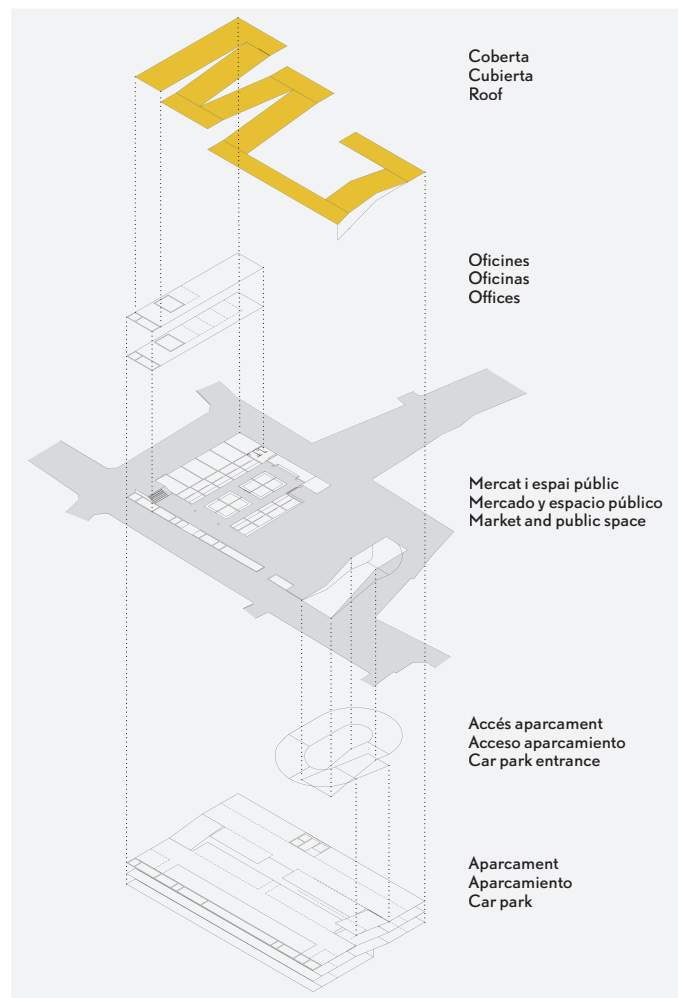 Coberta
Cubierta
Roof
Oficines
Oficinas
Offices
Mercat i espai públic
Mercado y espacio público
Market and public space
Accés aparcament
Acceso aparcamiento
Car park entrance
Aparcament
Aparcamiento
Car park